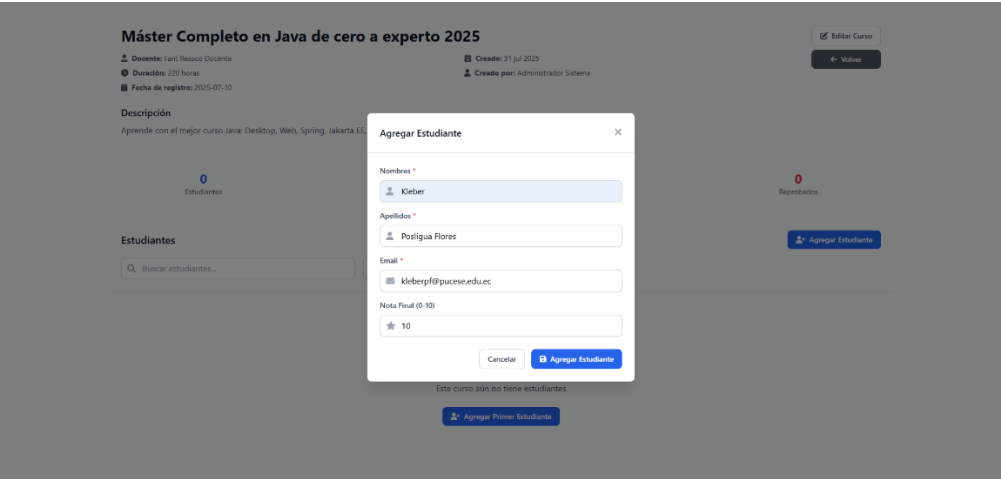 Máster Completo en Java de cero a experto 2025
Editar Curso
Docente: Farit Reasco Docente
Creado: 31 jul 2025
← Volver
Duración: 220 horas
Creado por: Administrador Sistema
Fecha de registro: 2025-07-10
Descripción
Aprende con el mejor curso Java: Desktop, Web, Spring, Jakarta EE,
Agregar Estudiante
×
Nombres *
Kleber
Apellidos *
Posligua Flores
Email *
kleberpf@pucese.edu.ec
Nota Final (0-10)
10
Cancelar
Agregar Estudiante
0
Estudiantes
0
Reprobados
Estudiantes
Agregar Estudiante
Buscar estudiantes...
Este curso aún no tiene estudiantes
Agregar Primer Estudiante